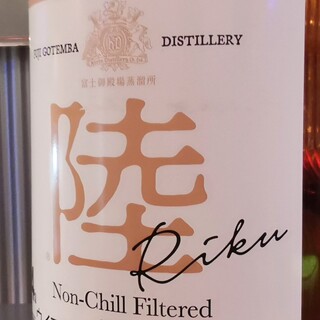 FUJI GOTEMBA DISTILLERY
富士御殿場蒸溜所
陸
Riku
Non-Chill Filtered